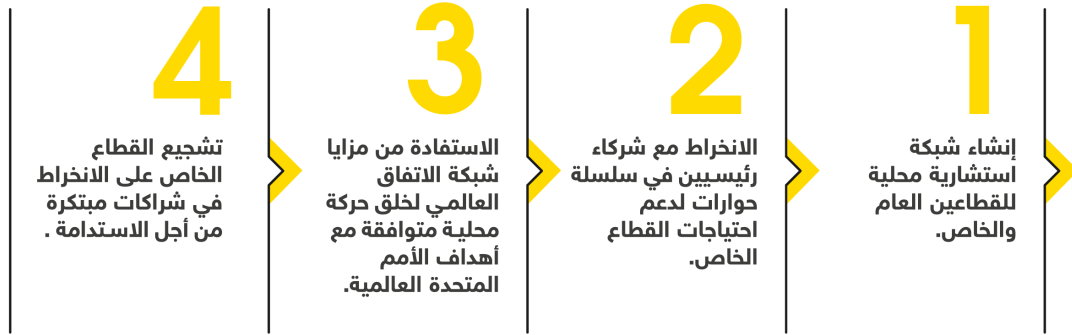 1
إنشاء شبكة
استشارية محلية
للقطاعين العام
والخاص.
2
الانخراط مع شركاء
رئيسيين في سلسلة
حوارات لدعم
احتياجات القطاع
الخاص.
3
الاستفادة من مزايا
شبكة الاتفاق
العالمي لخلق حركة
محلية متوافقة مع
أهداف الأمم
المتحدة العالمية.
4
تشجيع القطاع
الخاص على الانخراط
في شراكات مبتكرة
من أجل الاستدامة .